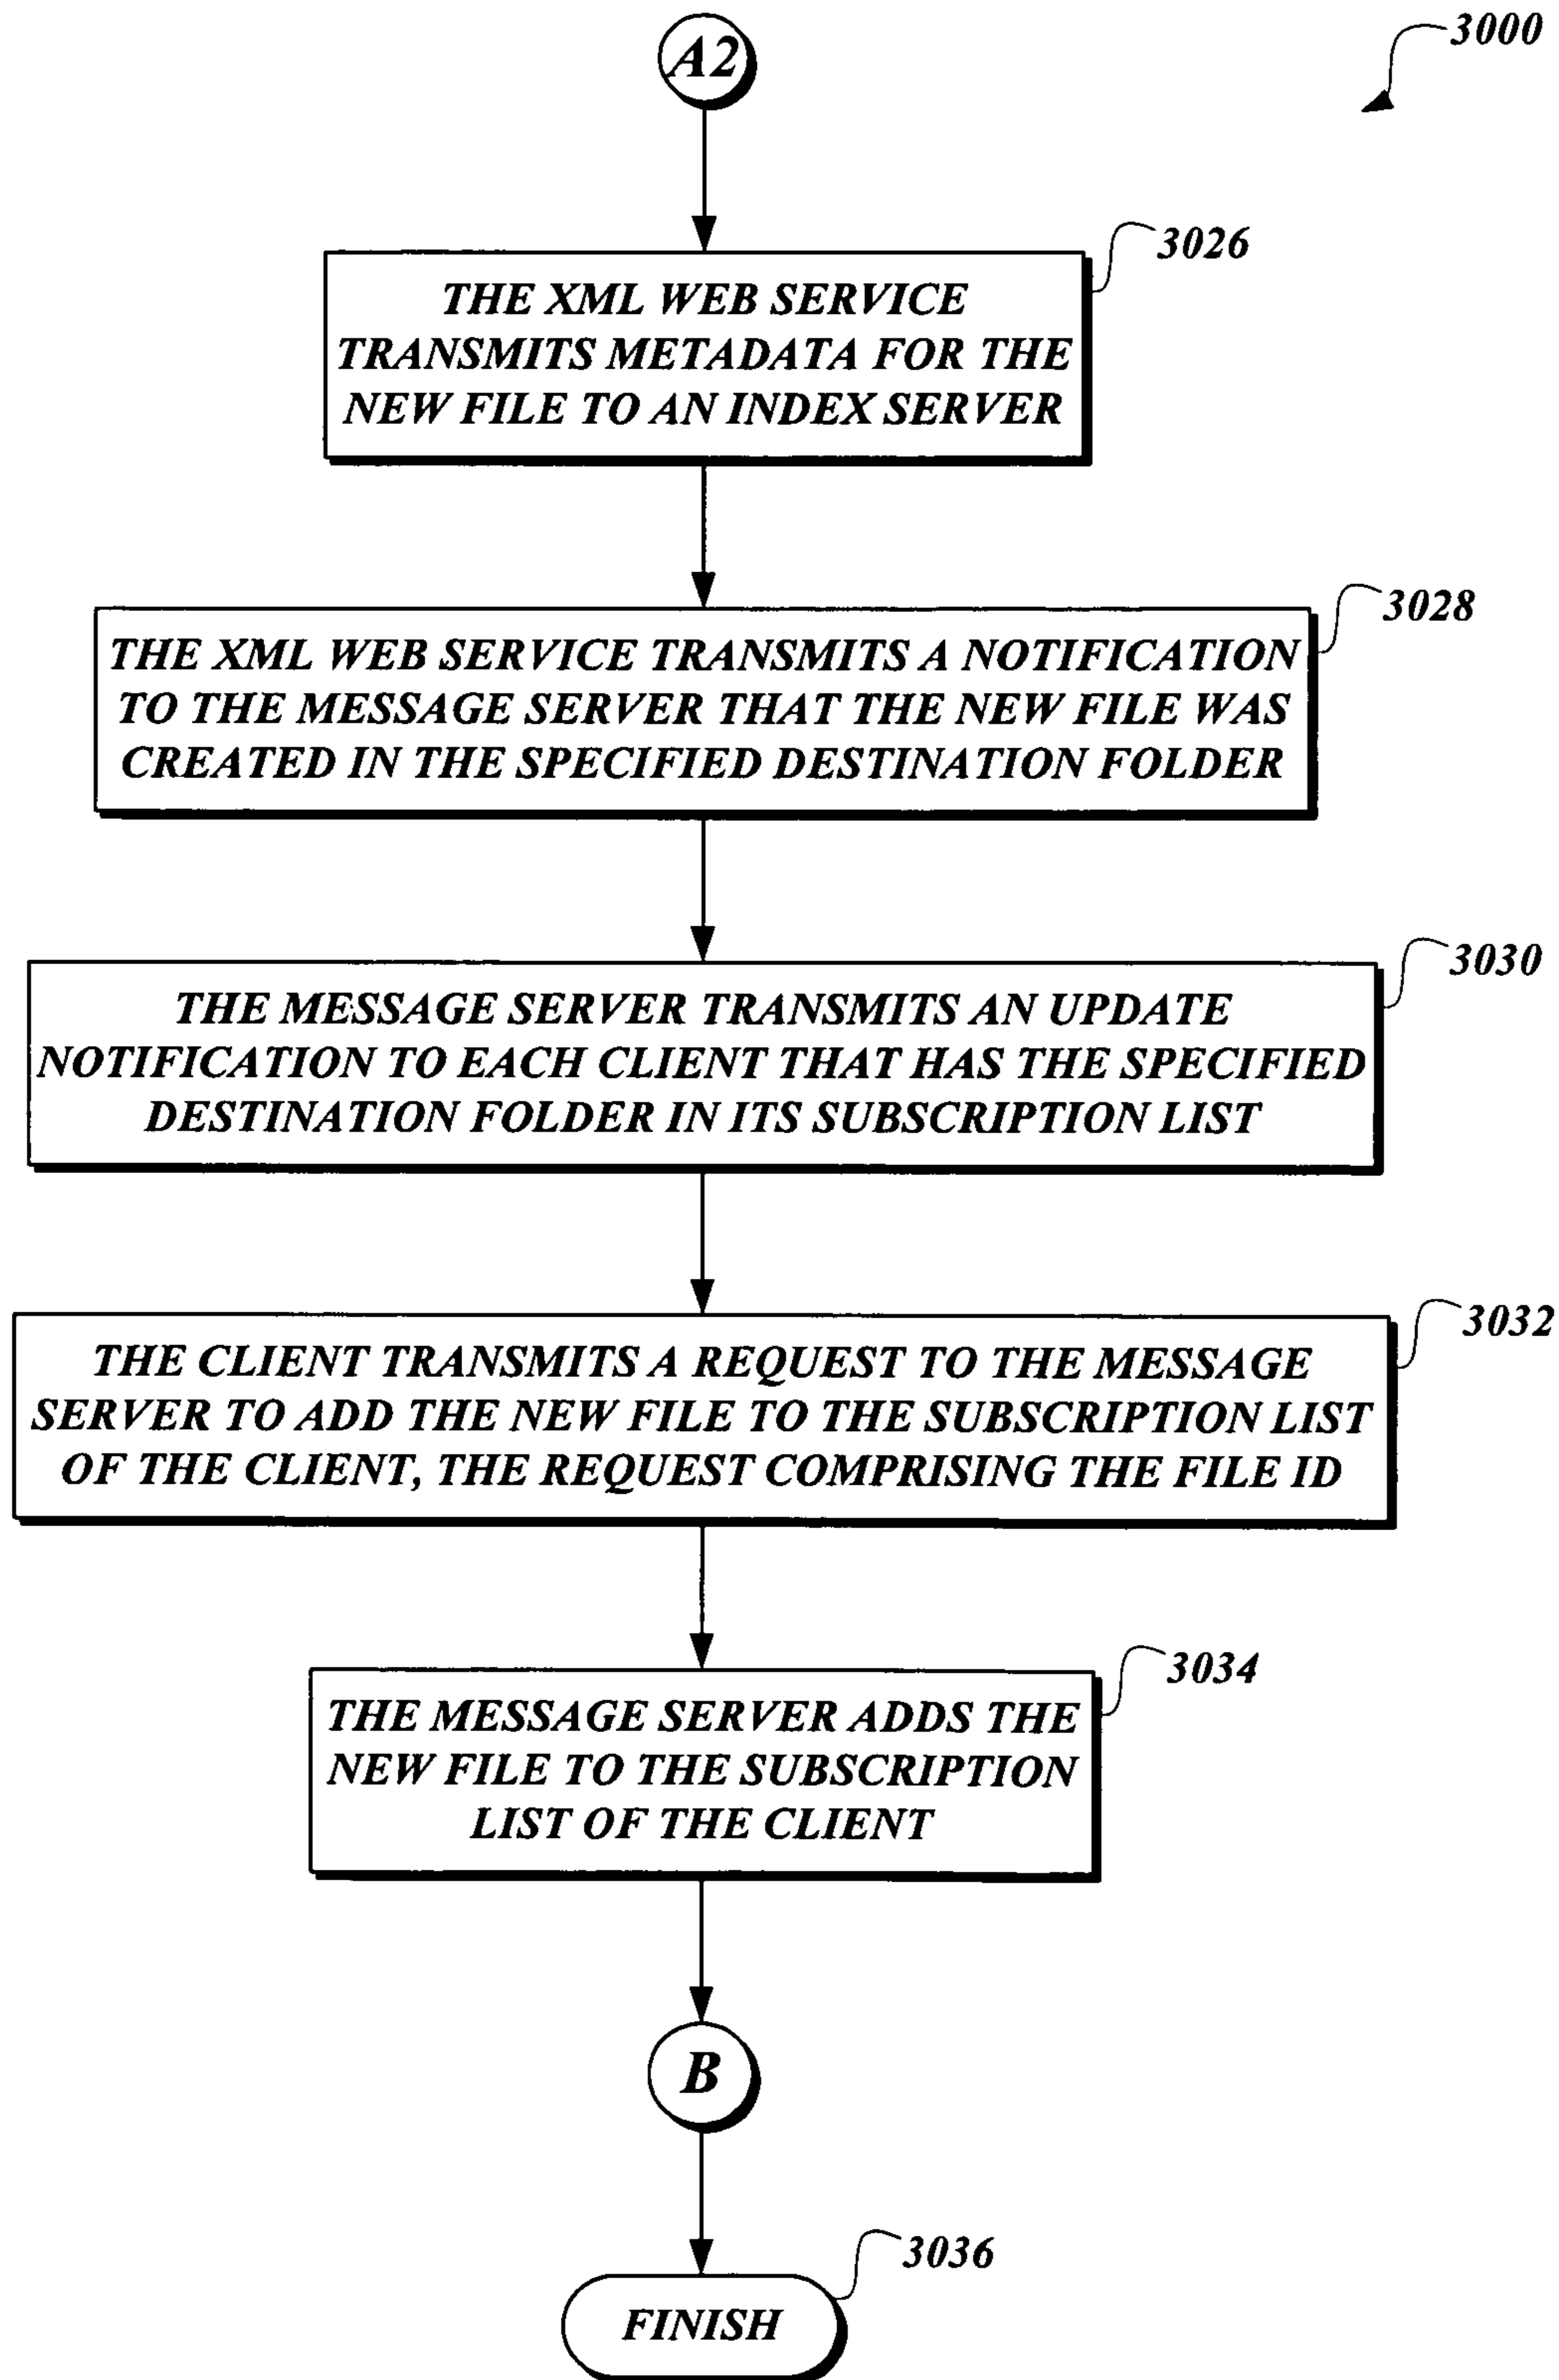 A2
3000
3026
THE XML WEB SERVICE
TRANSMITS METADATA FOR THE
NEW FILE TO AN INDEX SERVER
3028
THE XML WEB SERVICE TRANSMITS A NOTIFICATION
TO THE MESSAGE SERVER THAT THE NEW FILE WAS
CREATED IN THE SPECIFIED DESTINATION FOLDER
3030
THE MESSAGE SERVER TRANSMITS AN UPDATE
NOTIFICATION TO EACH CLIENT THAT HAS THE SPECIFIED
DESTINATION FOLDER IN ITS SUBSCRIPTION LIST
3032
THE CLIENT TRANSMITS A REQUEST TO THE MESSAGE
SERVER TO ADD THE NEW FILE TO THE SUBSCRIPTION LIST
OF THE CLIENT, THE REQUEST COMPRISING THE FILE ID
3034
THE MESSAGE SERVER ADDS THE
NEW FILE TO THE SUBSCRIPTION
LIST OF THE CLIENT
B
3036
FINISH